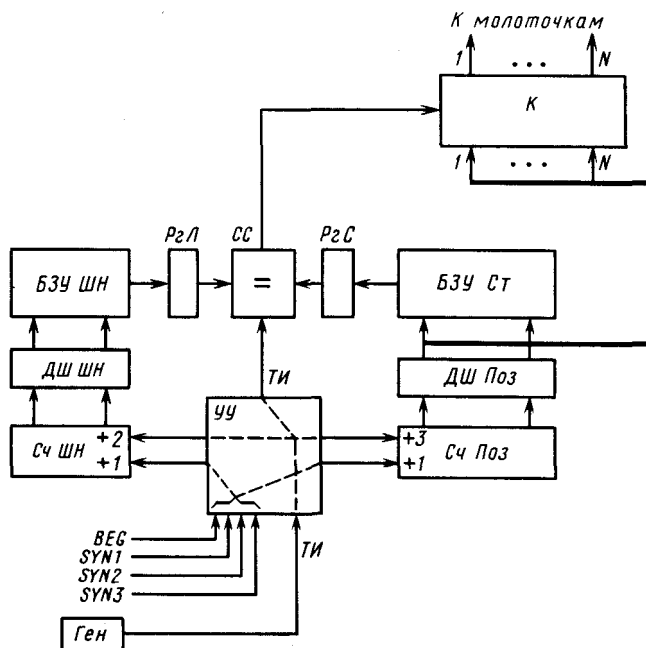 К молоточкам
1 ... N
К
1 ... N
РгЛ СС РгС
БЗУ ШН = БЗУ Ст
ДШ ШН ТИ ДШ Поз
УУ
Сч ШН +2 +3 Сч Поз
+1 +1
BEG
SYN1 ТИ
SYN2
SYN3
Ген